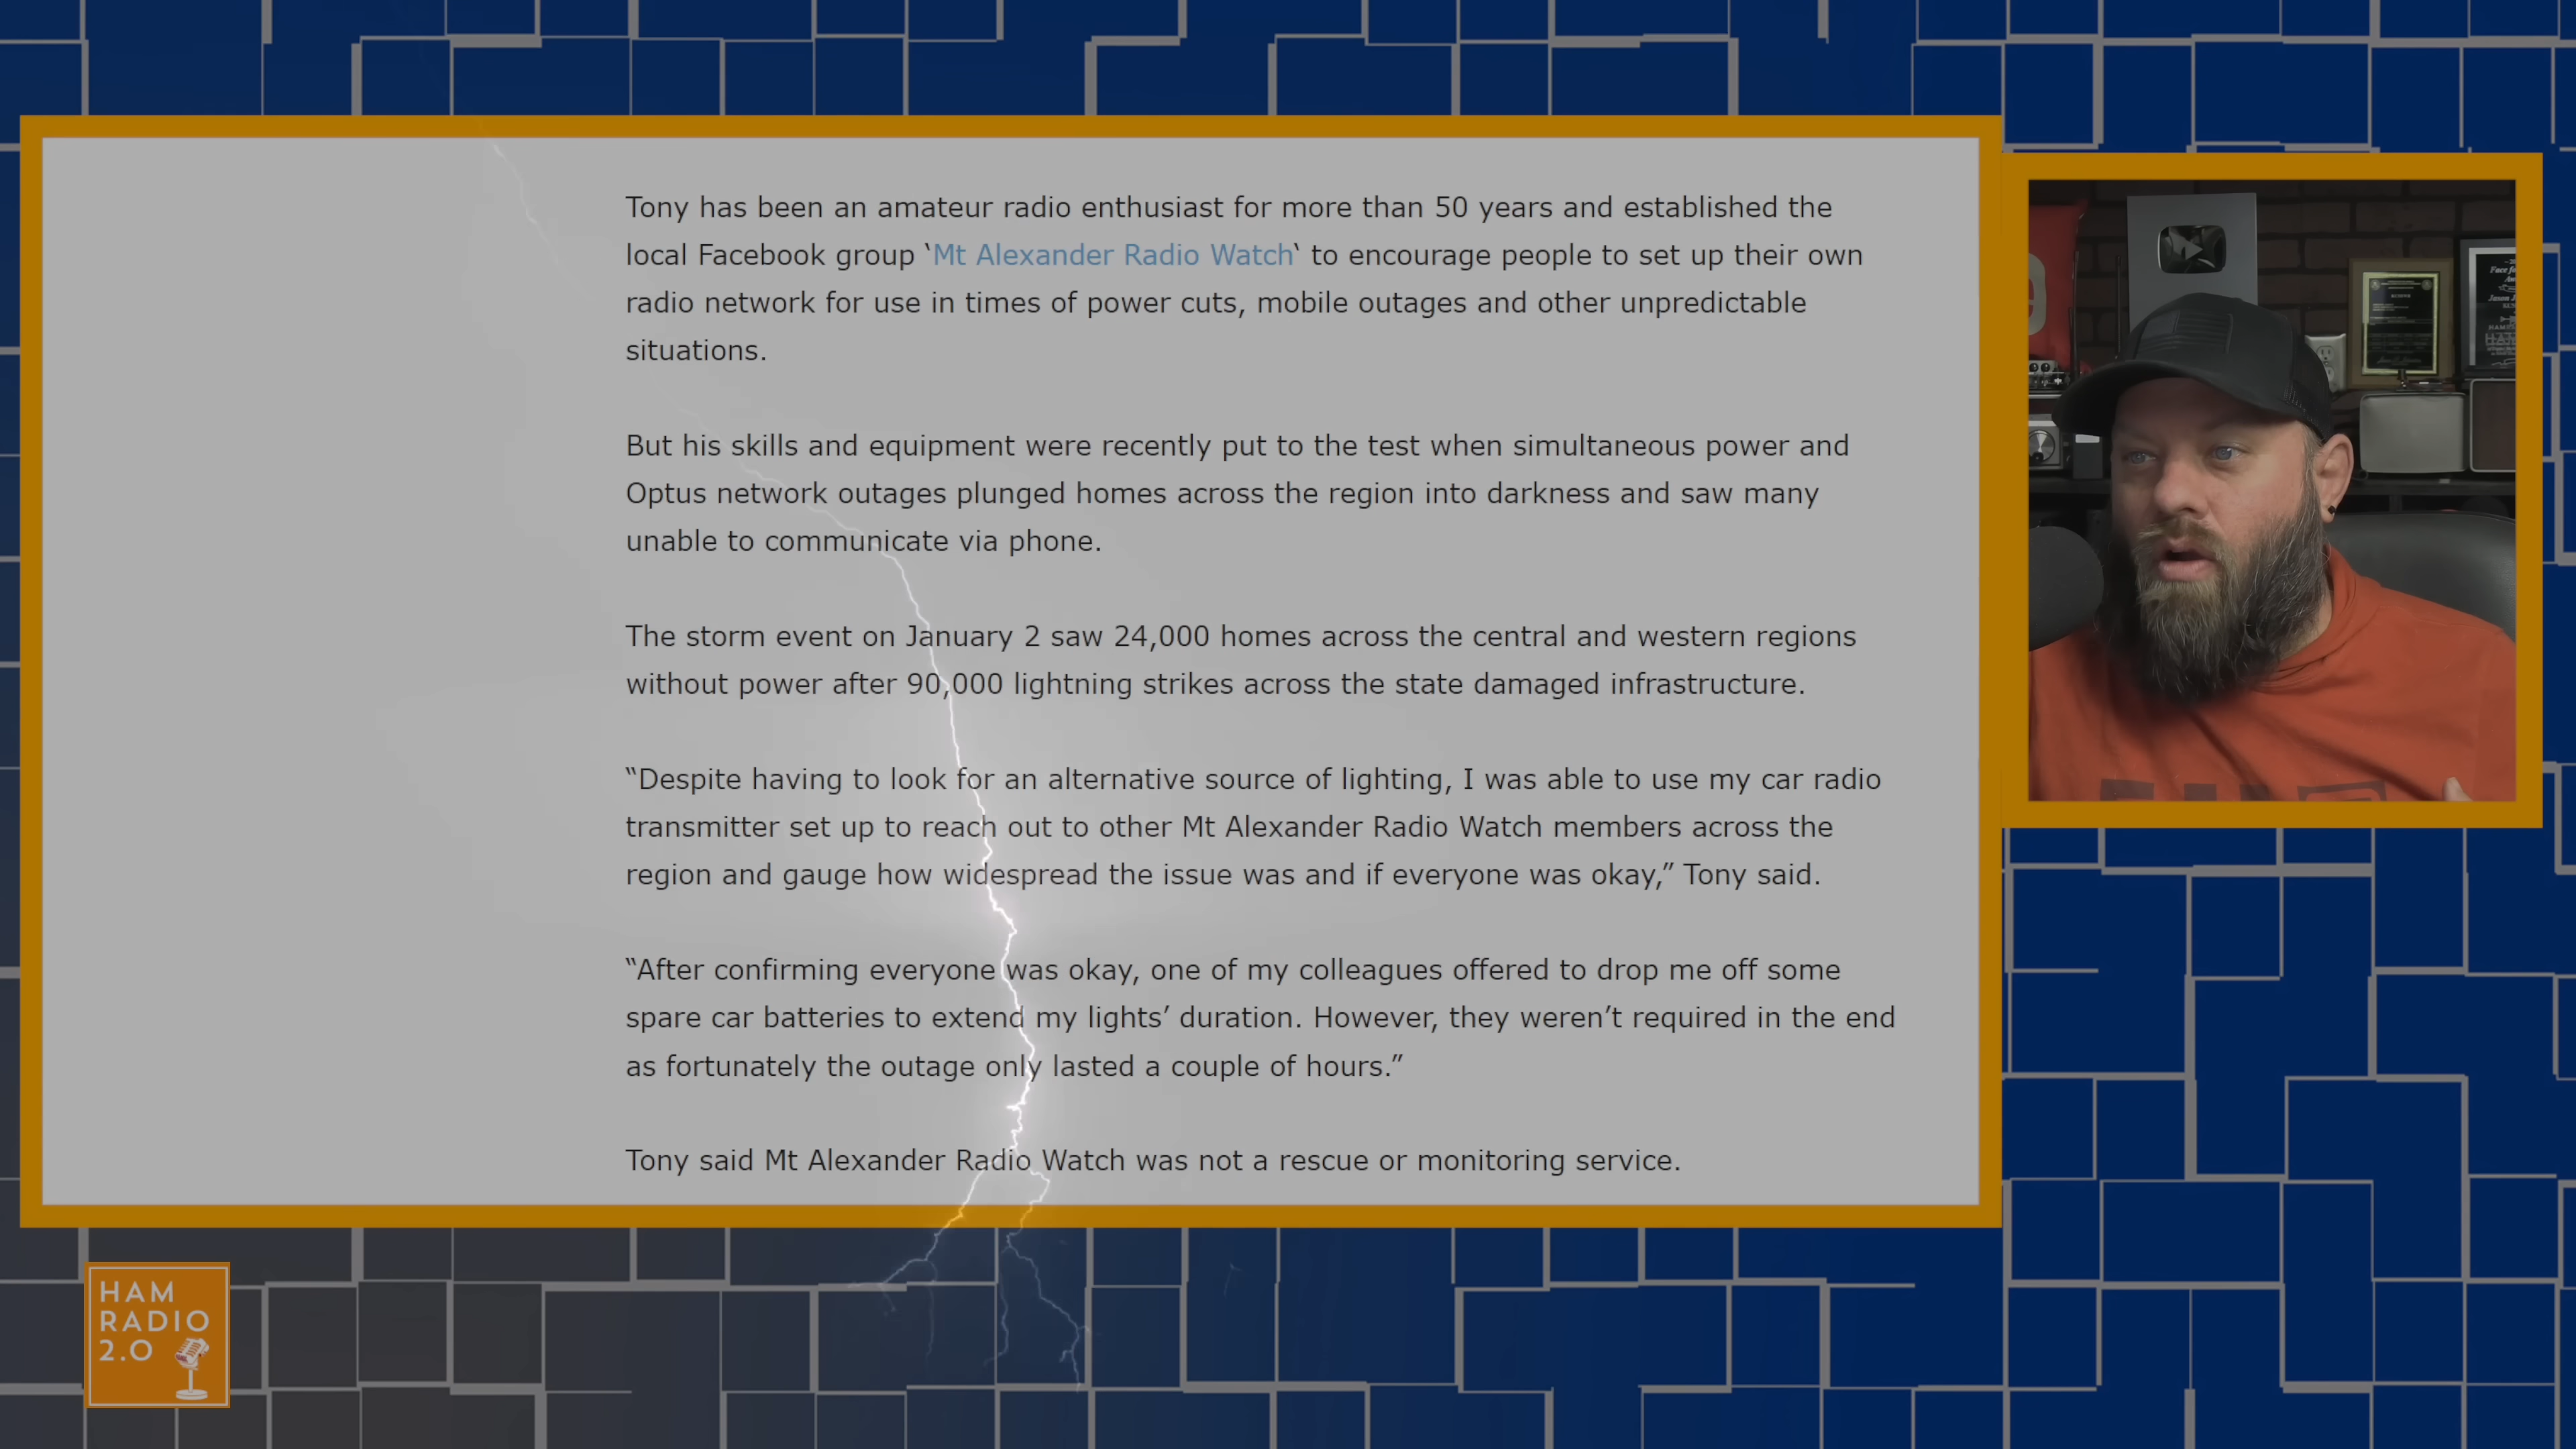 Tony has been an amateur radio enthusiast for more than 50 years and established the
local Facebook group ‘Mt Alexander Radio Watch‘ to encourage people to set up their own
radio network for use in times of power cuts, mobile outages and other unpredictable
situations.
But his skills and equipment were recently put to the test when simultaneous power and
Optus network outages plunged homes across the region into darkness and saw many
unable to communicate via phone.
The storm event on January 2 saw 24,000 homes across the central and western regions
without power after 90,000 lightning strikes across the state damaged infrastructure.
“Despite having to look for an alternative source of lighting, I was able to use my car radio
transmitter set up to reach out to other Mt Alexander Radio Watch members across the
region and gauge how widespread the issue was and if everyone was okay,” Tony said.
“After confirming everyone was okay, one of my colleagues offered to drop me off some
spare car batteries to extend my lights’ duration. However, they weren’t required in the end
as fortunately the outage only lasted a couple of hours.”
Tony said Mt Alexander Radio Watch was not a rescue or monitoring service.
HAM
RADIO
2.0